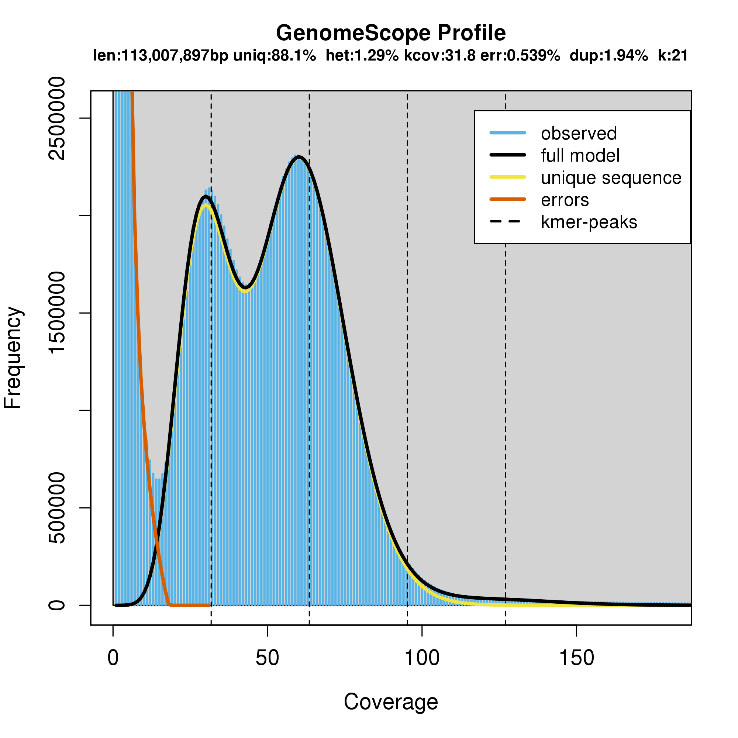 GenomeScope Profile
len:113,007,897bp uniq:88.1% het:1.29% kcov:31.8 err:0.539% dup:1.94% k:21
observed
full model
unique sequence
errors
kmer-peaks
Frequency
2500000
1500000
500000
0
0 50 100 150
Coverage